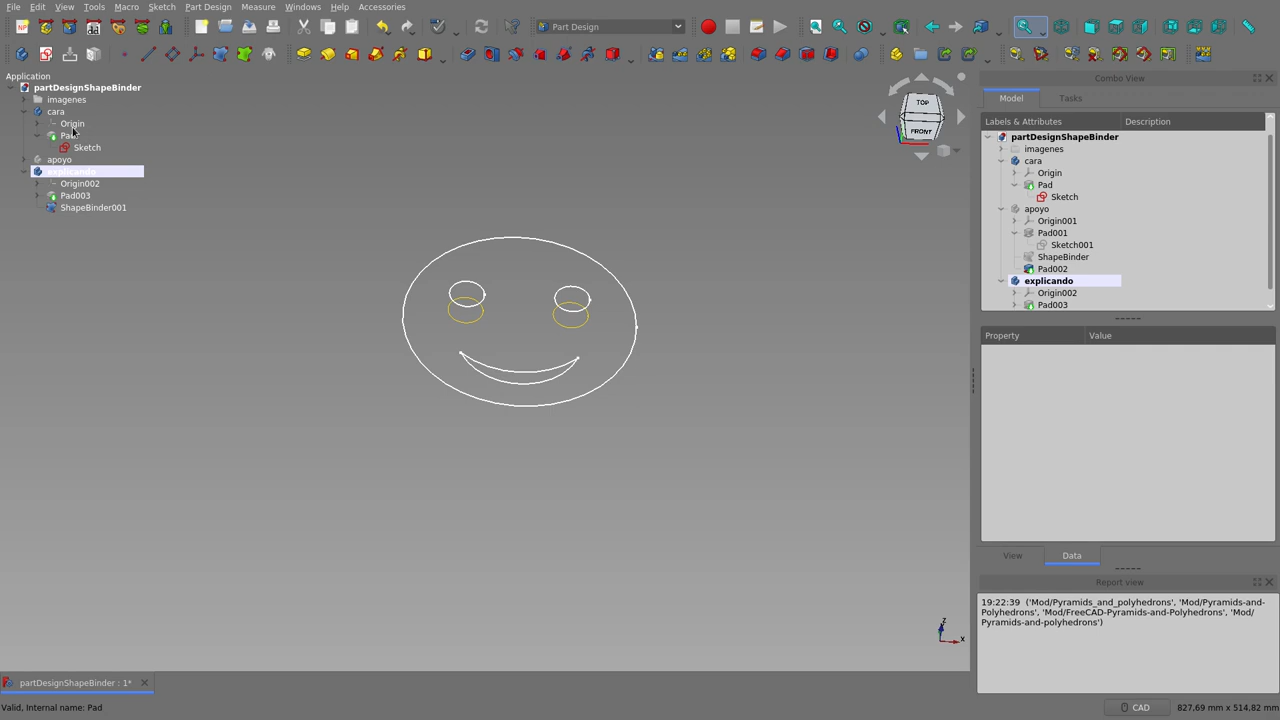 File Edit View Tools Macro Sketch Part Design Measure Windows Help Accessories
Part Design
Application
partDesignShapeBinder
imagenes
cara
Origin
Pad
Sketch
apoyo
explicando
Origin002
Pad003
ShapeBinder001
TOP
FRONT
Z
X
Combo View
Model Tasks
Labels & Attributes Description
partDesignShapeBinder
imagenes
cara
Origin
Pad
Sketch
apoyo
Origin001
Pad001
Sketch001
ShapeBinder
Pad002
explicando
Origin002
Pad003
Property Value
View Data
Report view
19:22:39 ('Mod/Pyramids_and_polyhedrons', 'Mod/Pyramids-and-
Polyhedrons', 'Mod/FreeCAD-Pyramids-and-Polyhedrons', 'Mod/
Pyramids-and-polyhedrons')
partDesignShapeBinder : 1*
Valid, Internal name: Pad
CAD 827,69 mm x 514,82 mm